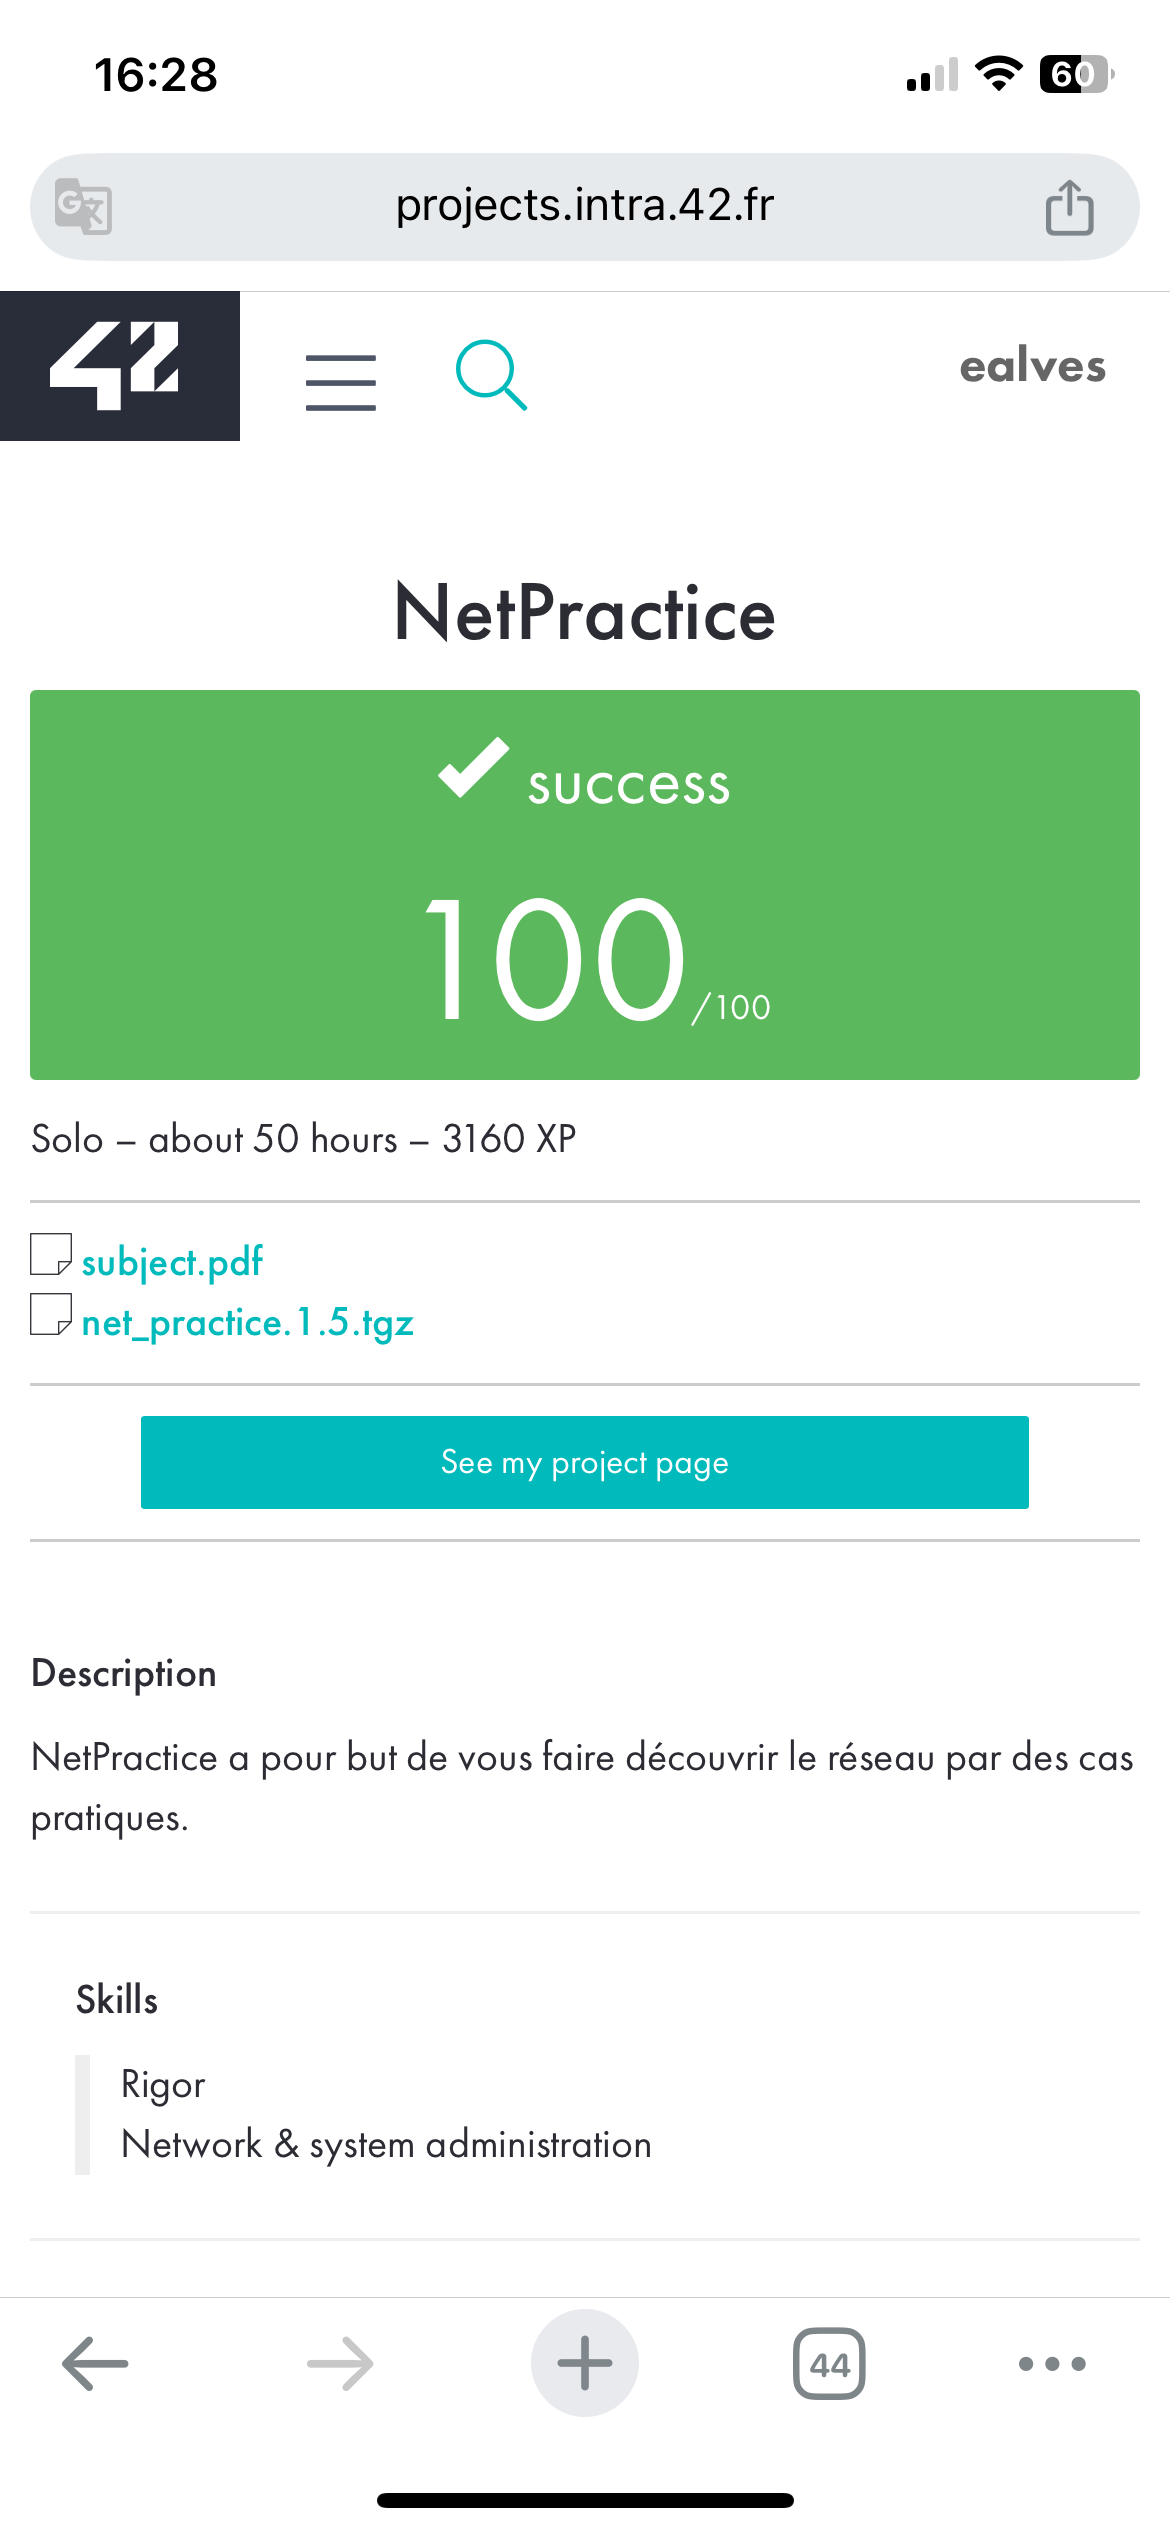 16:28
60
projects.intra.42.fr
42
ealves
NetPractice
success
100/100
Solo – about 50 hours – 3160 XP
subject.pdf
net_practice.1.5.tgz
See my project page
Description
NetPractice a pour but de vous faire découvrir le réseau par des cas
pratiques.
Skills
Rigor
Network & system administration
44